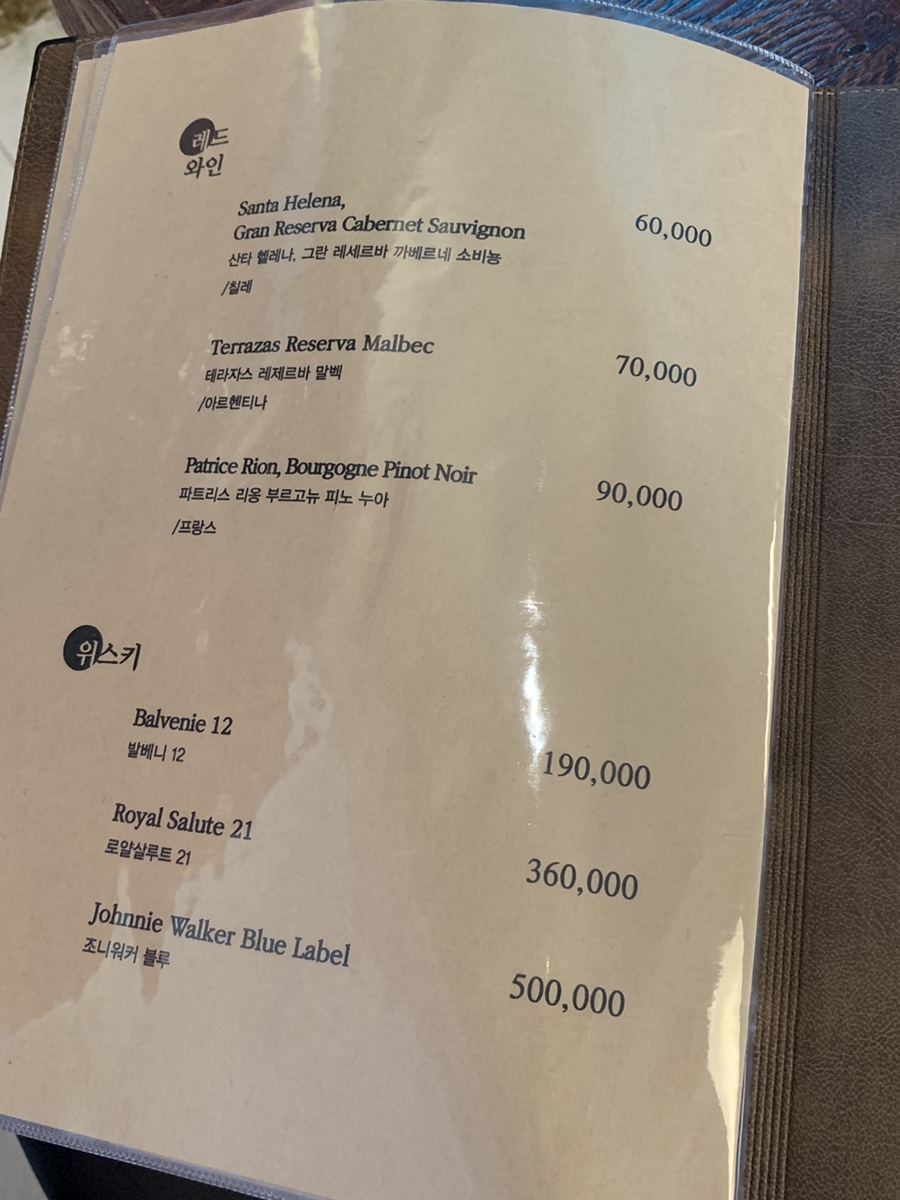 레드
와인
Santa Helena,
Gran Reserva Cabernet Sauvignon 60,000
산타 헬레나, 그란 레세르바 까베르네 소비뇽
/칠레
Terrazas Reserva Malbec 70,000
테라자스 레제르바 말벡
/아르헨티나
Patrice Rion, Bourgogne Pinot Noir 90,000
파트리스 리옹 부르고뉴 피노 누아
/프랑스
위스키
Balvenie 12
발베니 12 190,000
Royal Salute 21
로얄살루트 21 360,000
Johnnie Walker Blue Label
조니워커 블루 500,000